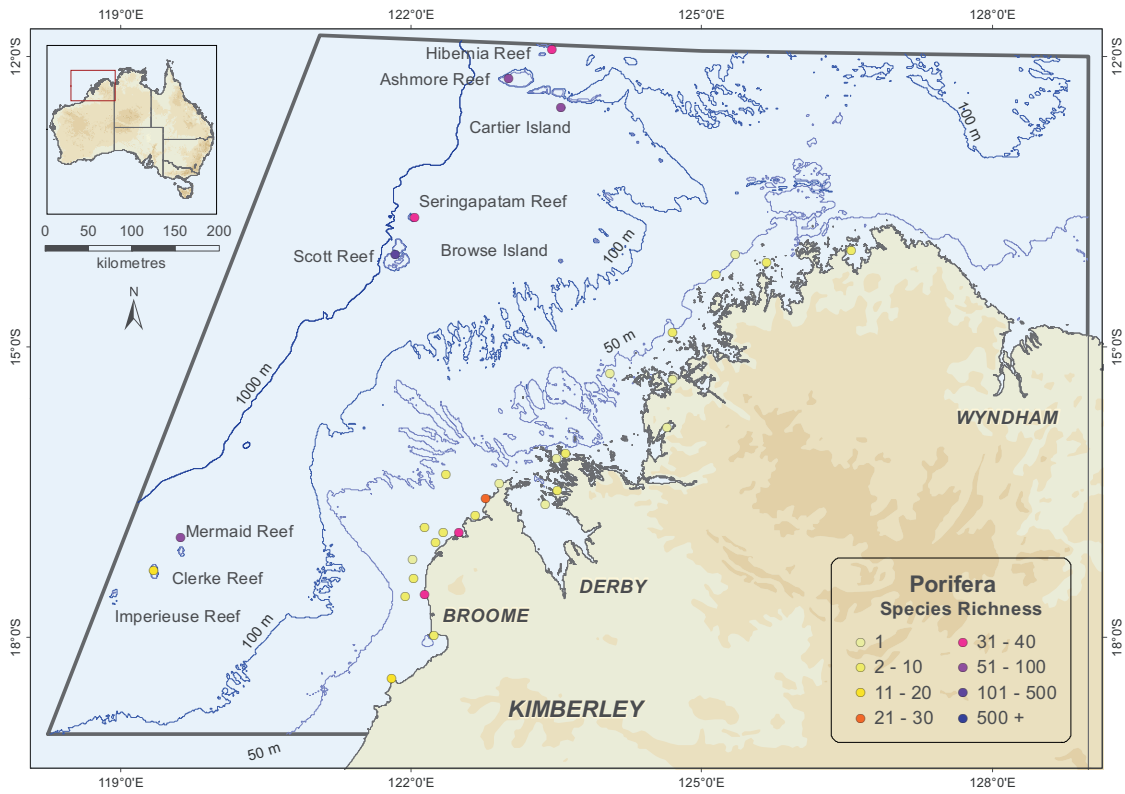 119°0'E 122°0'E 125°0'E 128°0'E
12°S
12°0'S
Hibernia Reef
Ashmore Reef
Cartier Island
100 m
Seringapatam Reef
Scott Reef
Browse Island
100 m
0 50 100 150 200
kilometres
N
15°0'S
50 m
15°0'S
1000 m
WYNDHAM
Mermaid Reef
Clerke Reef
Imperieuse Reef
DERBY
BROOME
100 m
18°0'S
18°0'S
KIMBERLEY
50 m
Porifera
Species Richness
1
2 - 10
11 - 20
21 - 30
31 - 40
51 - 100
101 - 500
500 +
119°0'E 122°0'E 125°0'E 128°0'E